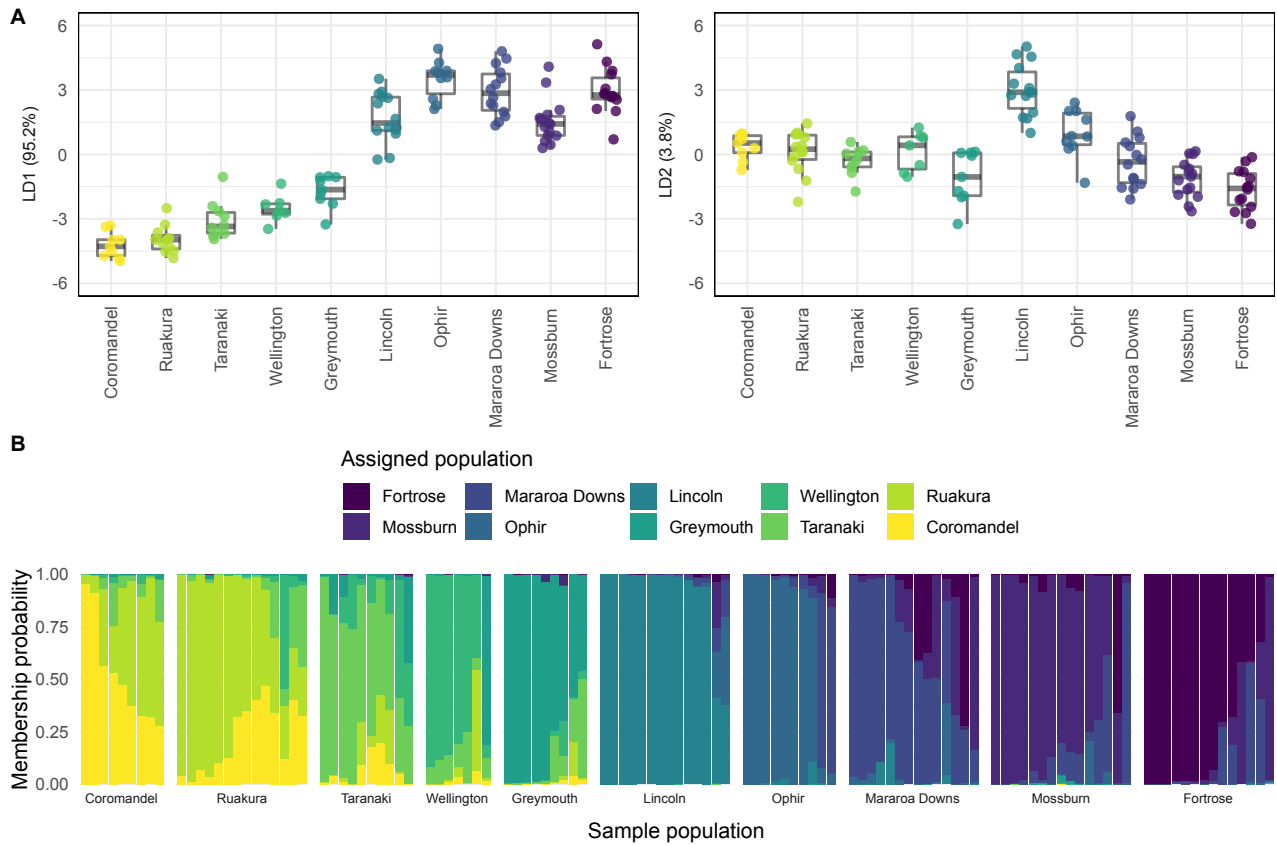 A
LD1 (95.2%)
6
3
0
-3
-6
Coromandel
Ruakura
Taranaki
Wellington
Greymouth
Lincoln
Ophir
Mararoa Downs
Mossburn
Fortrose
LD2 (3.8%)
6
3
0
-3
-6
Coromandel
Ruakura
Taranaki
Wellington
Greymouth
Lincoln
Ophir
Mararoa Downs
Mossburn
Fortrose
B
Assigned population
Fortrose Mararoa Downs Lincoln Wellington Ruakura
Mossburn Ophir Greymouth Taranaki Coromandel
Membership probability
1.00
0.75
0.50
0.25
0.00
Coromandel Ruakura Taranaki Wellington Greymouth Lincoln Ophir Mararoa Downs Mossburn Fortrose
Sample population